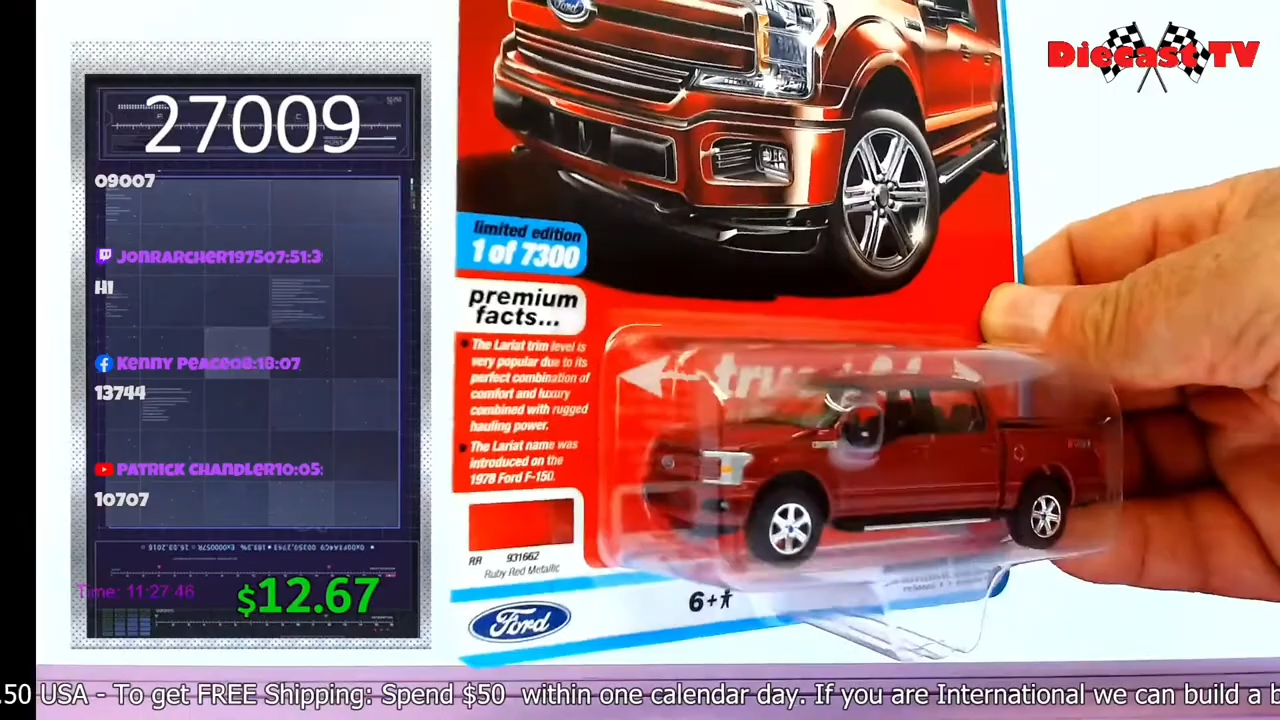 Diecast TV
27009
09007
JonRArcher197507:51:3
HI
Kenny Peace08:18:07
13744
Patrick Chandler10:05:
10707
Time: 11:27:46
$12.67
limited edition
1 of 7300
premium
facts...
The Lariat trim level is
very popular due to its
perfect combination of
comfort and luxury
combined with rugged
hauling power.
The Lariat name was
introduced on the
1978 Ford F-150.
RR 931662
Ruby Red Metallic
Ford
6+
.50 USA - To get FREE Shipping: Spend $50 within one calendar day. If you are International we can build a b